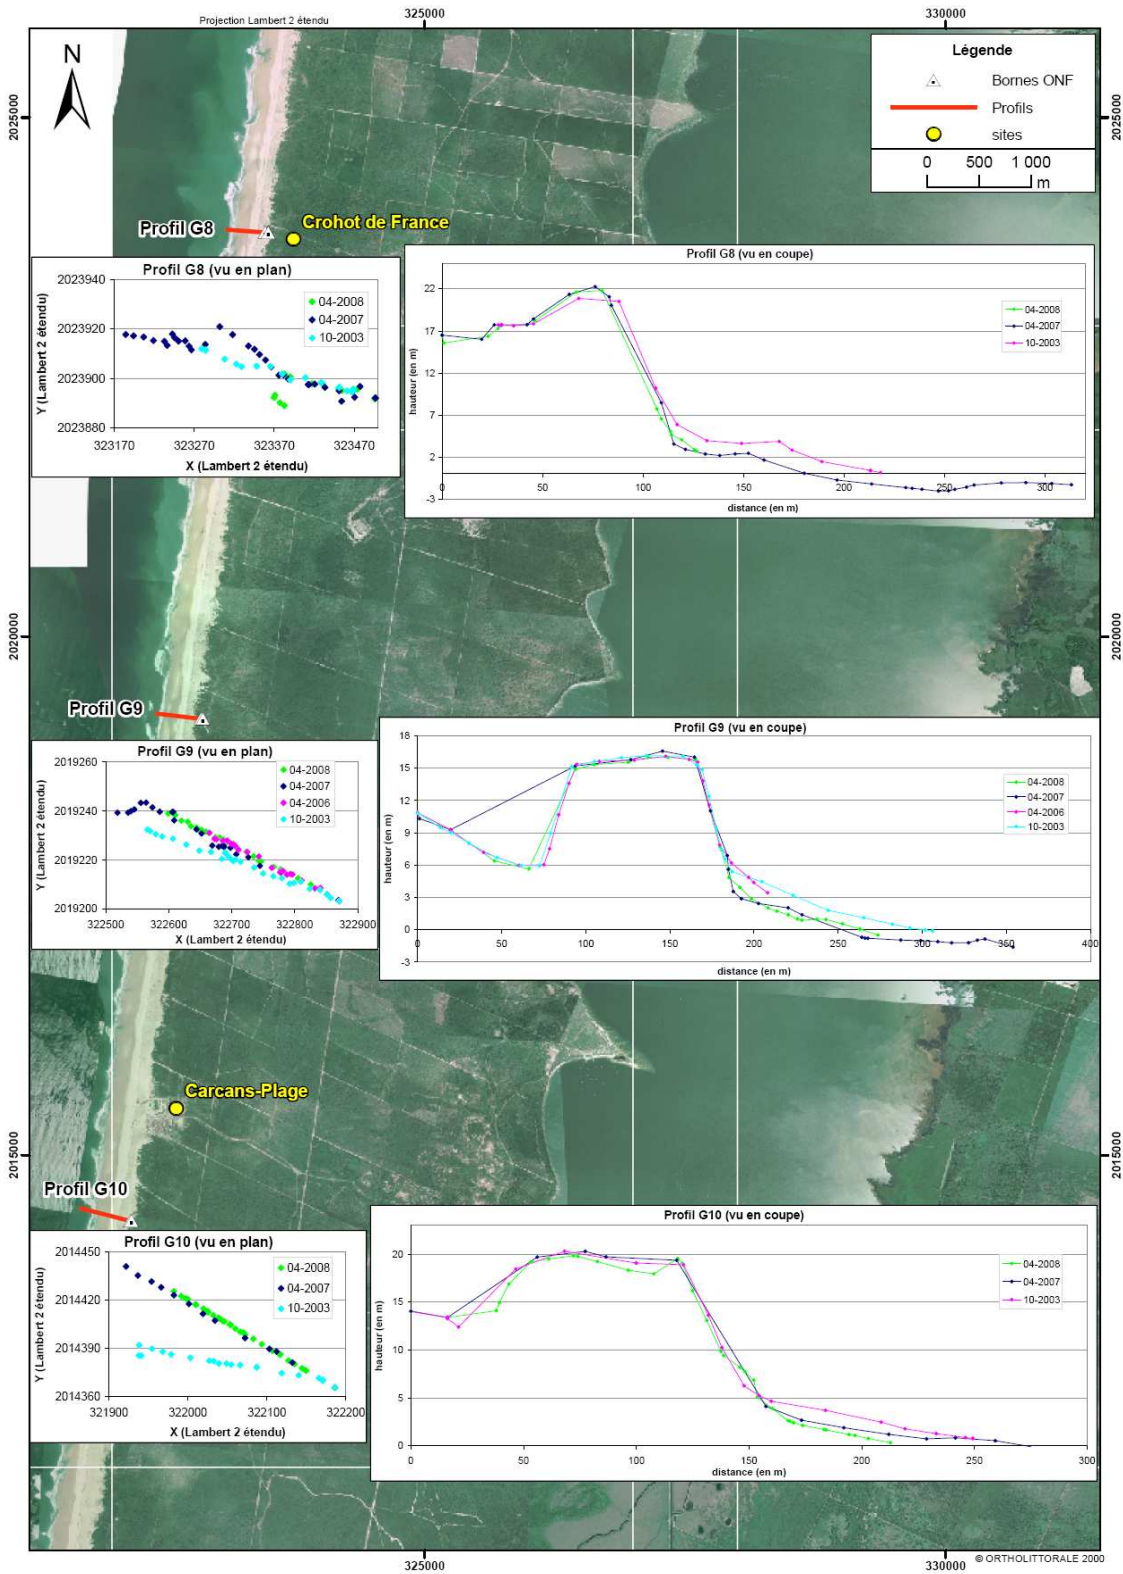 Projection Lambert 2 étendu
325000
330000
N
Légende
Bornes ONF
Profils
sites
0 500 1 000
m
2025000
2025000
Profil G8
Crohot de France
Profil G8 (vu en plan)
2023940
2023920
2023900
2023880
323170 323270 323370 323470
X (Lambert 2 étendu)
Y (Lambert 2 étendu)
04-2008
04-2007
10-2003
Profil G8 (vu en coupe)
22
17
12
7
2
-3
0 50 100 150 200 250 300
distance (en m)
hauteur (en m)
04-2008
04-2007
10-2003
2020000
2020000
Profil G9
Profil G9 (vu en plan)
2019260
2019240
2019220
2019200
322500 322600 322700 322800 322900
X (Lambert 2 étendu)
Y (Lambert 2 étendu)
04-2008
04-2007
04-2006
10-2003
Profil G9 (vu en coupe)
18
15
12
9
6
3
0
-3
0 50 100 150 200 250 300 350 400
distance (en m)
hauteur (en m)
04-2008
04-2007
04-2006
10-2003
Carcans-Plage
2015000
2015000
Profil G10
Profil G10 (vu en plan)
2014450
2014420
2014390
2014360
321900 322000 322100 322200
X (Lambert 2 étendu)
Y (Lambert 2 étendu)
04-2008
04-2007
10-2003
Profil G10 (vu en coupe)
20
15
10
5
0
0 50 100 150 200 250 300
distance (en m)
hauteur (en m)
04-2008
04-2007
10-2003
325000
330000
© ORTHOLITTORALE 2000